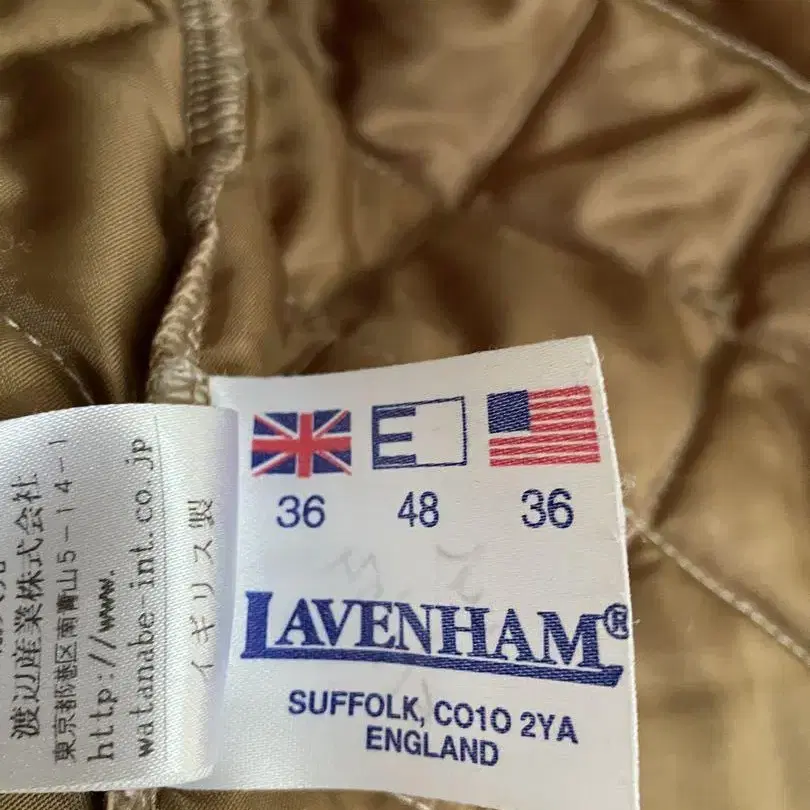 渡辺産業株式会社
東京都港区南青山5-14-1
http://www.
watanabe-int.co.jp
イギリス製
36 48 36
LAVENHAM®
SUFFOLK, CO10 2YA
ENGLAND